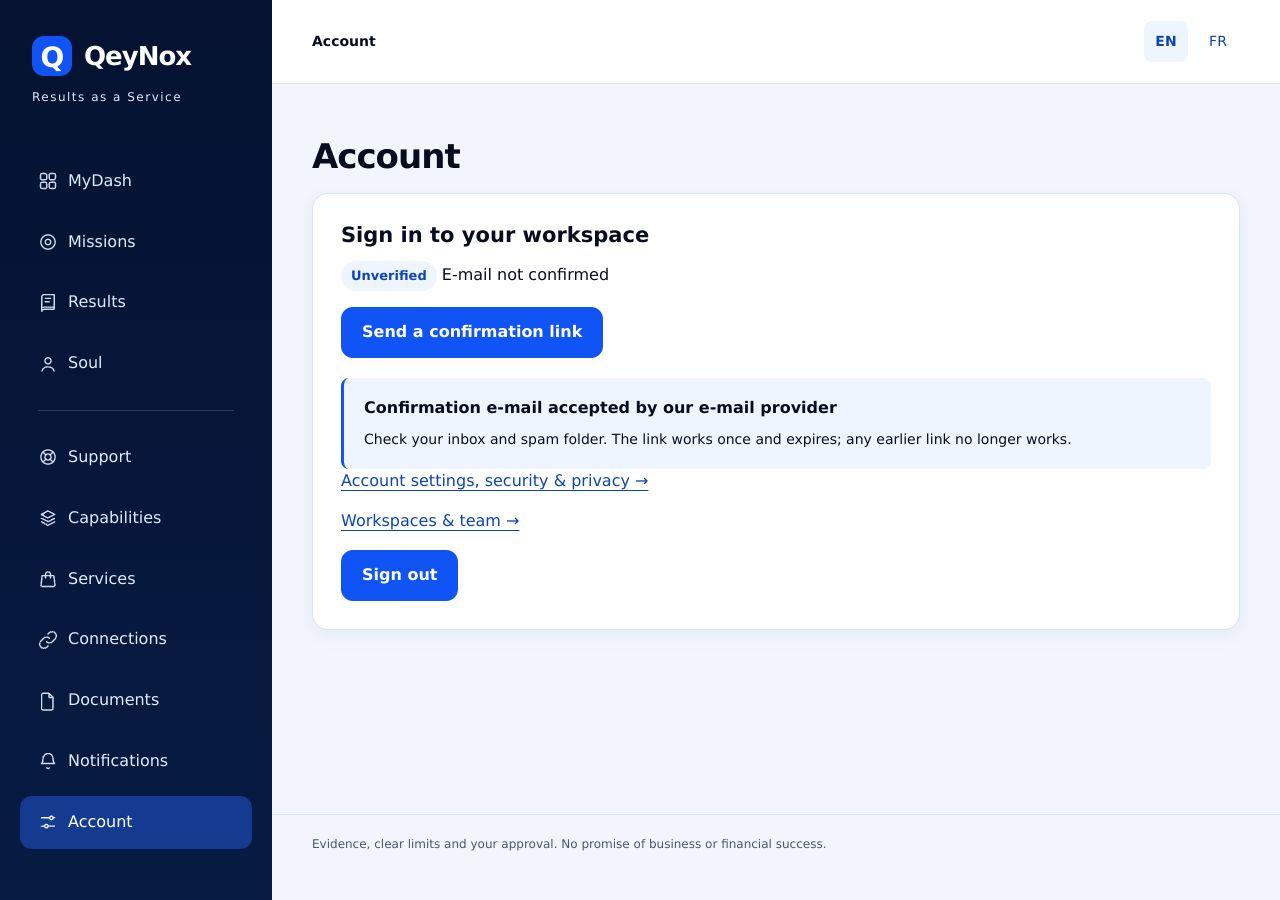 Q QeyNox
Results as a Service
MyDash
Missions
Results
Soul
Support
Capabilities
Services
Connections
Documents
Notifications
Account
Account
EN FR
Account
Sign in to your workspace
Unverified E-mail not confirmed
Send a confirmation link
Confirmation e-mail accepted by our e-mail provider
Check your inbox and spam folder. The link works once and expires; any earlier link no longer works.
Account settings, security & privacy →
Workspaces & team →
Sign out
Evidence, clear limits and your approval. No promise of business or financial success.